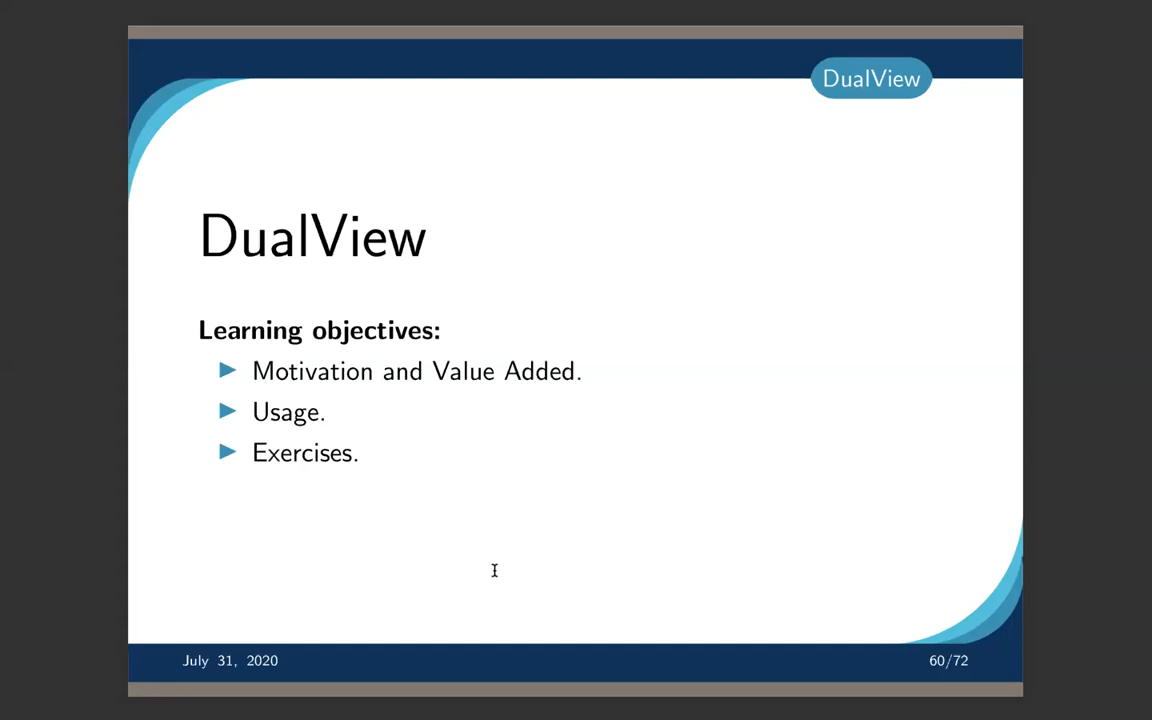 DualView
DualView
Learning objectives:
Motivation and Value Added.
Usage.
Exercises.
July 31, 2020
60/72